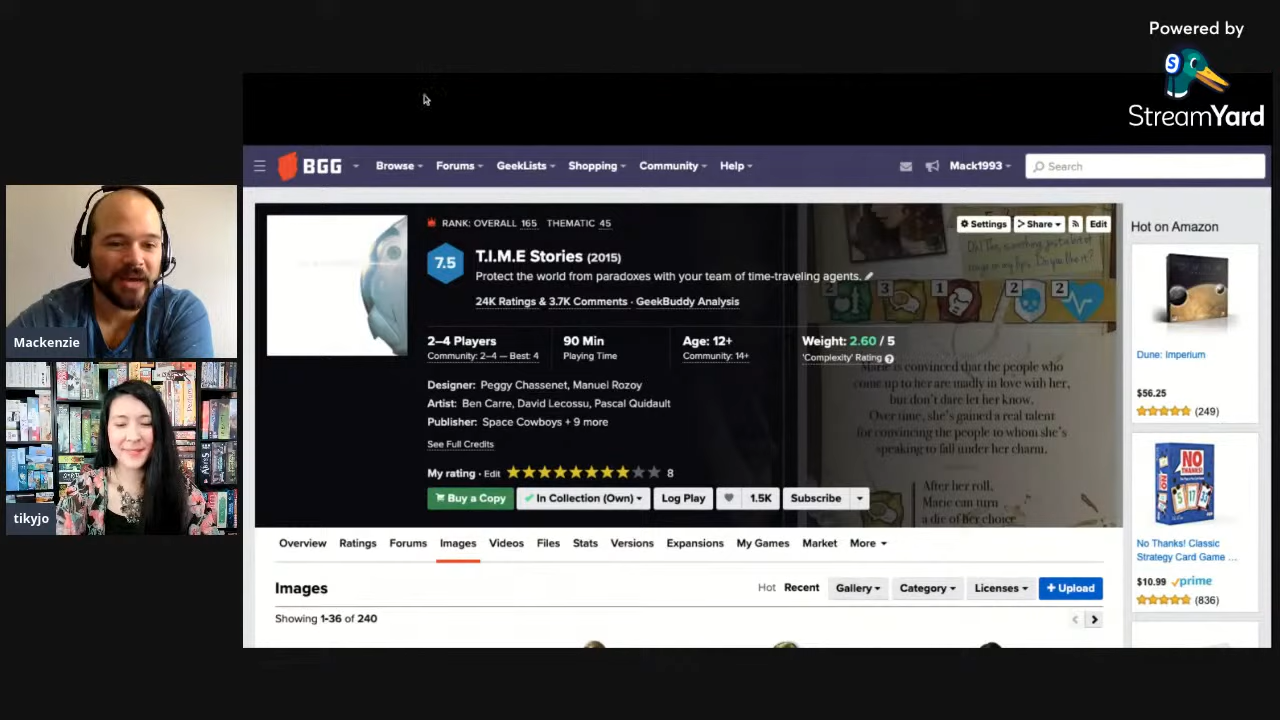 Powered by
S
StreamYard
BGG
Browse
Forums
GeekLists
Shopping
Community
Help
Mack1993
Search
RANK: OVERALL 165 THEMATIC 45
Settings
Share
Edit
7.5
T.I.M.E Stories (2015)
Protect the world from paradoxes with your team of time-traveling agents.
24K Ratings & 3.7K Comments · GeekBuddy Analysis
2–4 Players
Community: 2–4 — Best: 4
90 Min
Playing Time
Age: 12+
Community: 14+
Weight: 2.60 / 5
'Complexity' Rating ?
Designer: Peggy Chassenet, Manuel Rozoy
Artist: Ben Carre, David Lecossu, Pascal Quidault
Publisher: Space Cowboys + 9 more
See Full Credits
My rating · Edit
8
Buy a Copy
In Collection (Own)
Log Play
1.5K
Subscribe
2 3 1 2 2
Marie is convinced that the people who
come up to her are madly in love with her,
but don't dare let her know.
Over time, she's gained a real talent
for convincing the people to whom she's
speaking to fall under her charm.
After her roll,
Marie can turn
a die of her choice
Overview
Ratings
Forums
Images
Videos
Files
Stats
Versions
Expansions
My Games
Market
More
Images
Hot
Recent
Gallery
Category
Licenses
+ Upload
Showing 1-36 of 240
Hot on Amazon
Dune: Imperium
$56.25
(249)
NO
THANKS!
No Thanks! Classic
Strategy Card Game ...
$10.99 prime
(836)
Mackenzie
tikyjo